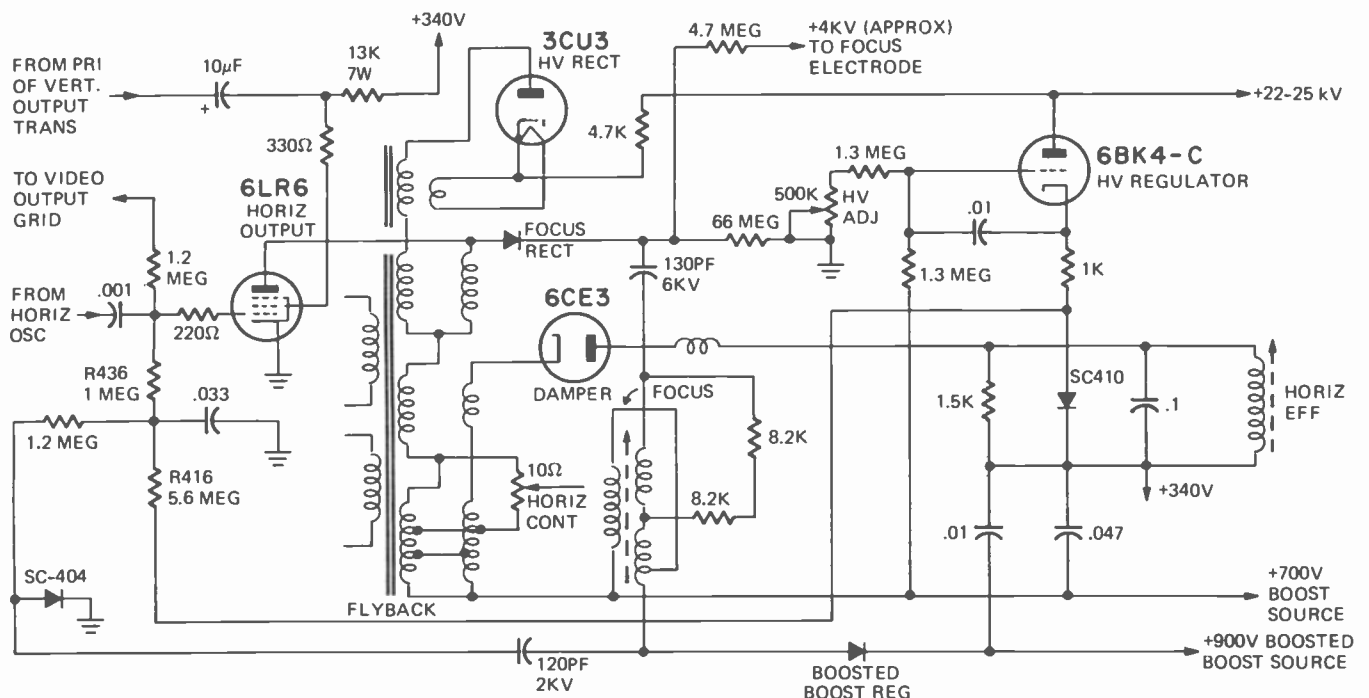 +340V
3CU3
HV RECT
4.7 MEG
+4KV (APPROX)
TO FOCUS
ELECTRODE
FROM PRI
OF VERT.
OUTPUT
TRANS
10µF
+
13K
7W
+22-25 kV
330Ω
4.7K
1.3 MEG
6BK4-C
HV REGULATOR
TO VIDEO
OUTPUT
GRID
6LR6
HORIZ
OUTPUT
500K
HV
ADJ
.01
66 MEG
FOCUS
RECT
1.2
MEG
130PF
6KV
1.3 MEG
1K
FROM
HORIZ
OSC
.001
220Ω
6CE3
DAMPER
FOCUS
R436
1 MEG
.033
1.5K
SC410
.1
HORIZ
EFF
1.2 MEG
8.2K
R416
5.6 MEG
10Ω
HORIZ
CONT
8.2K
+340V
.01
.047
SC-404
FLYBACK
+700V
BOOST
SOURCE
120PF
2KV
BOOSTED
BOOST REG
+900V BOOSTED
BOOST SOURCE